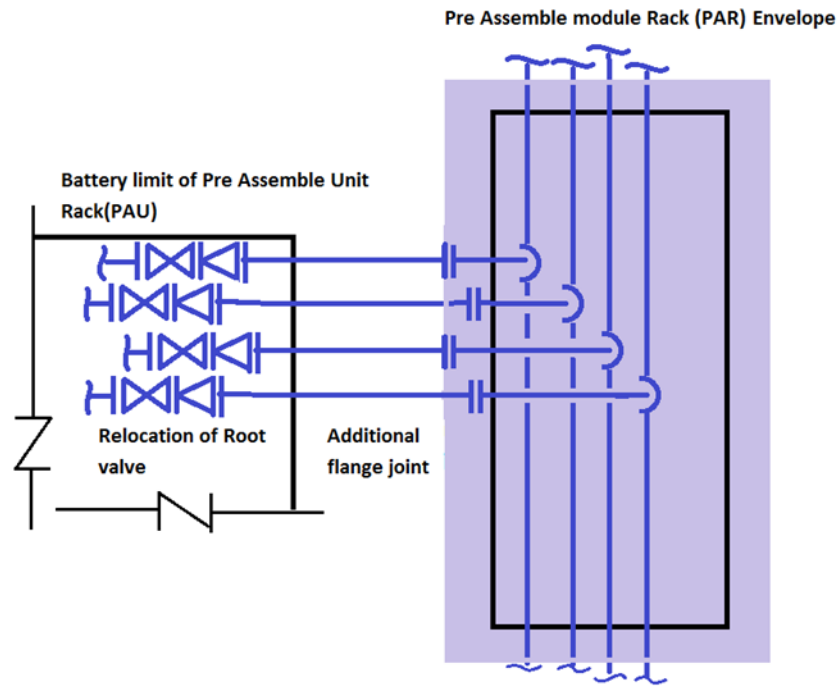 Pre Assemble module Rack (PAR) Envelope
Battery limit of Pre Assemble Unit
Rack(PAU)
Relocation of Root
valve
Additional
flange joint